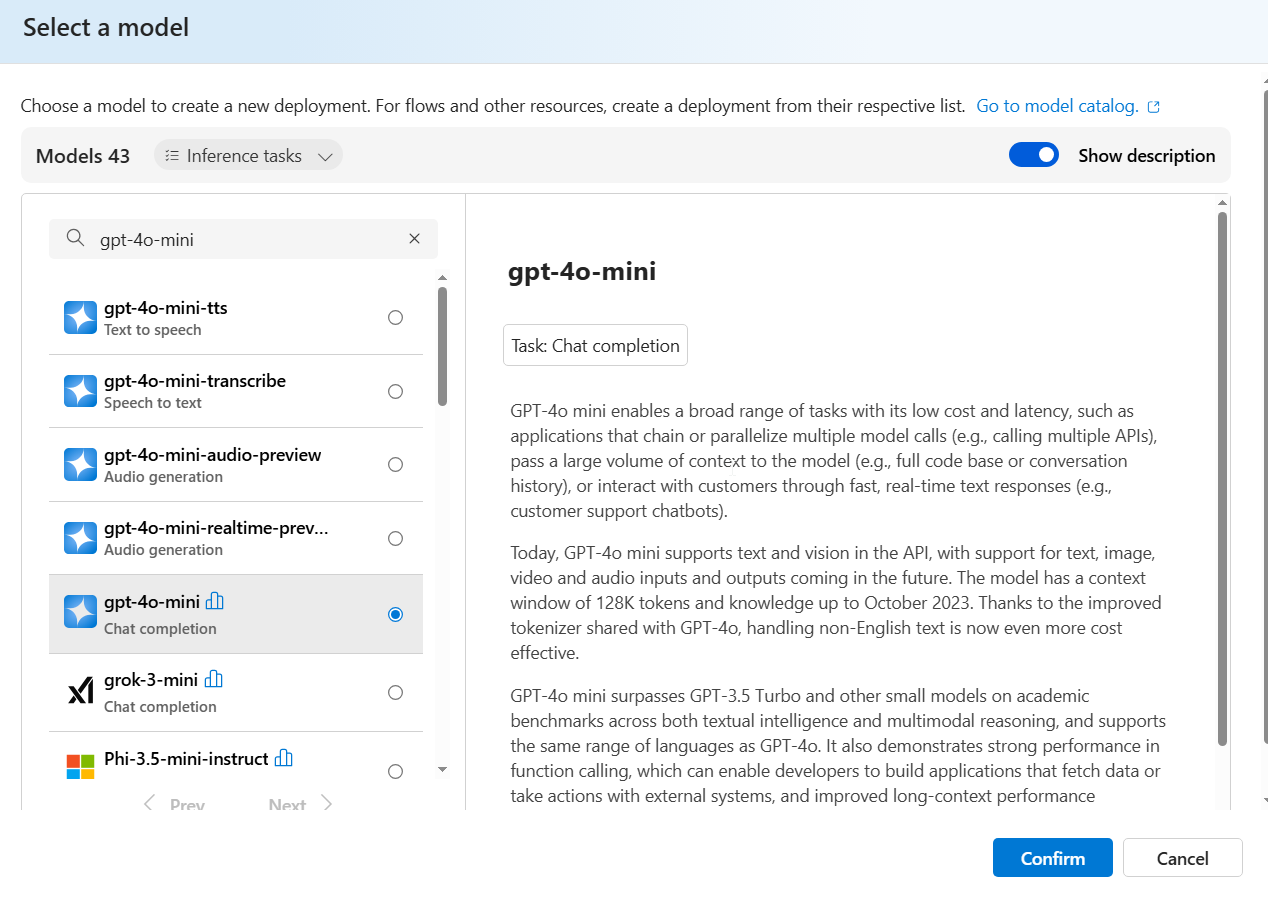 Select a model
Choose a model to create a new deployment. For flows and other resources, create a deployment from their respective list. Go to model catalog.
Models 43
Inference tasks
Show description
gpt-4o-mini
gpt-4o-mini-tts
Text to speech
gpt-4o-mini-transcribe
Speech to text
gpt-4o-mini-audio-preview
Audio generation
gpt-4o-mini-realtime-prev...
Audio generation
gpt-4o-mini
Chat completion
grok-3-mini
Chat completion
Phi-3.5-mini-instruct
Prev
Next
gpt-4o-mini
Task: Chat completion
GPT-4o mini enables a broad range of tasks with its low cost and latency, such as
applications that chain or parallelize multiple model calls (e.g., calling multiple APIs),
pass a large volume of context to the model (e.g., full code base or conversation
history), or interact with customers through fast, real-time text responses (e.g.,
customer support chatbots).
Today, GPT-4o mini supports text and vision in the API, with support for text, image,
video and audio inputs and outputs coming in the future. The model has a context
window of 128K tokens and knowledge up to October 2023. Thanks to the improved
tokenizer shared with GPT-4o, handling non-English text is now even more cost
effective.
GPT-4o mini surpasses GPT-3.5 Turbo and other small models on academic
benchmarks across both textual intelligence and multimodal reasoning, and supports
the same range of languages as GPT-4o. It also demonstrates strong performance in
function calling, which can enable developers to build applications that fetch data or
take actions with external systems, and improved long-context performance
Confirm
Cancel